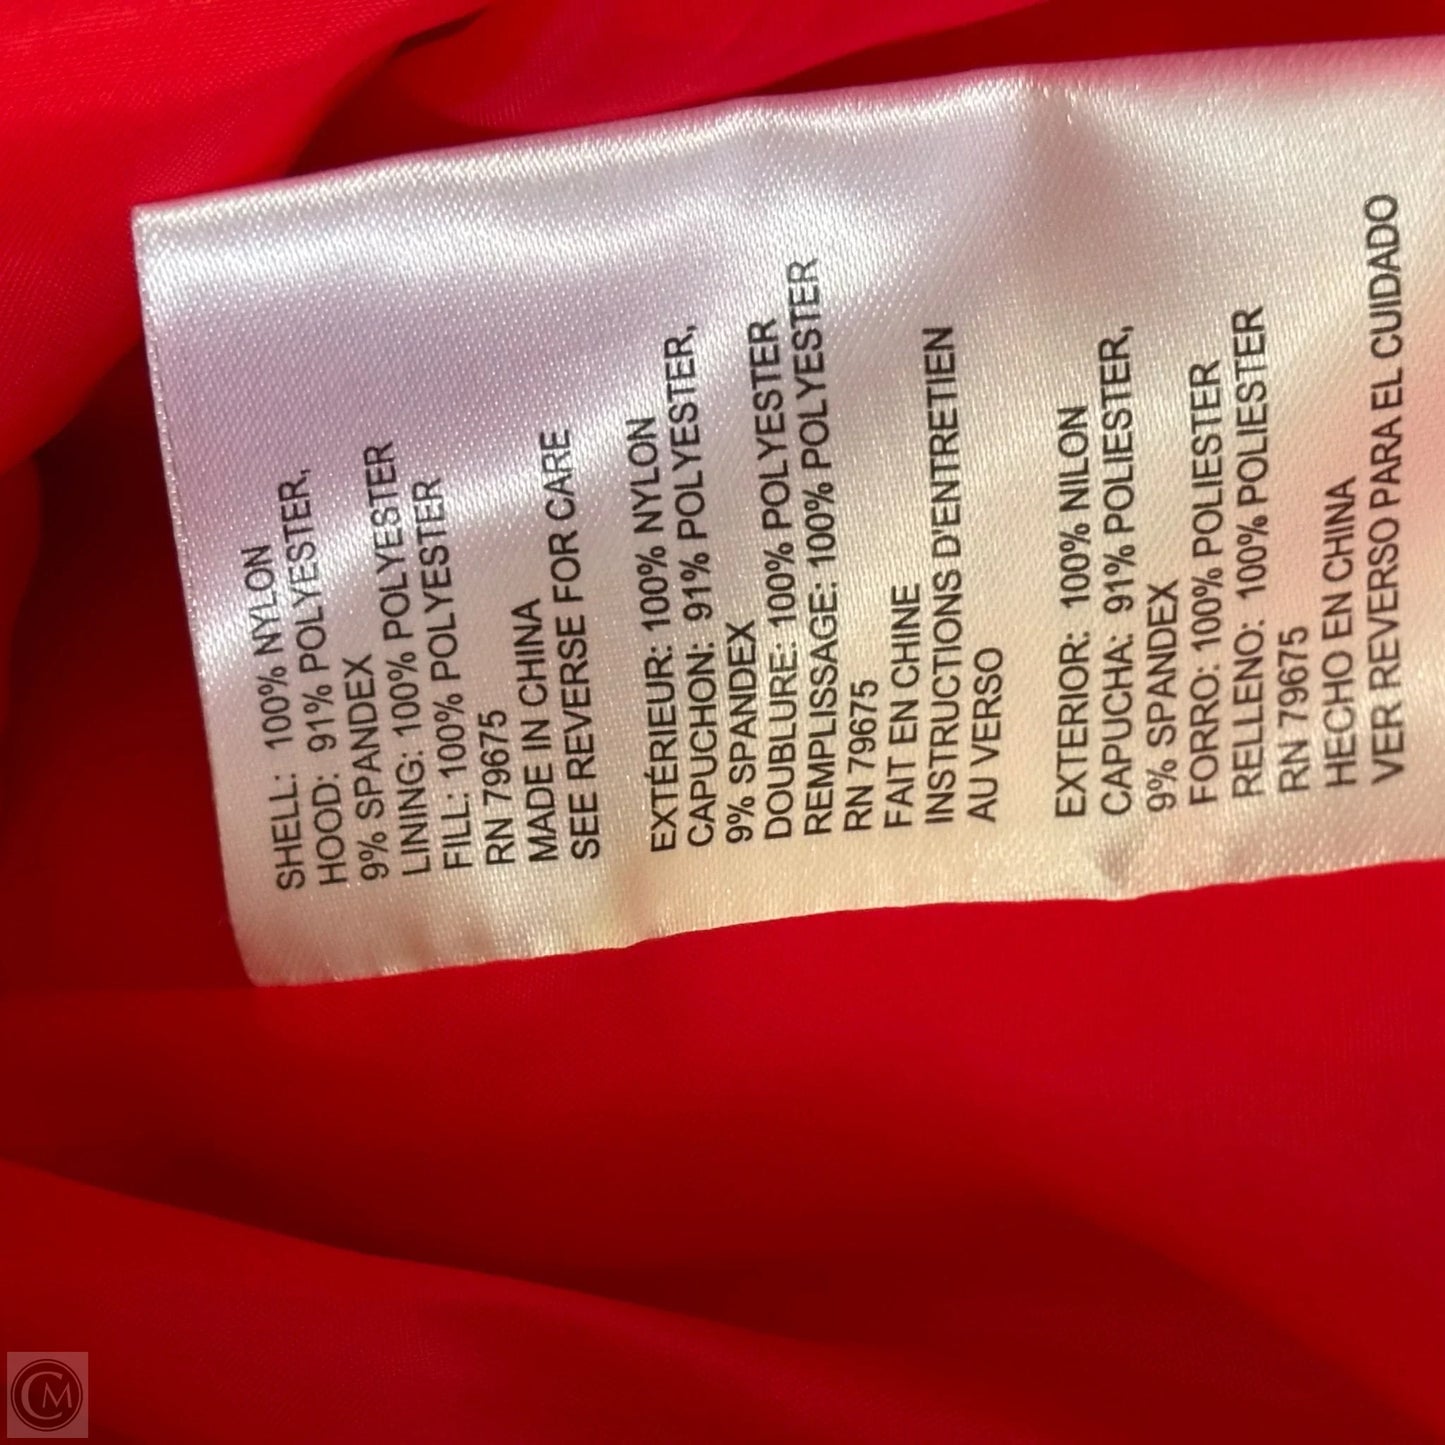 SHELL: 100% NYLON
HOOD: 91% POLYESTER,
9% SPANDEX
LINING: 100% POLYESTER
FILL: 100% POLYESTER
RN 79675
MADE IN CHINA
SEE REVERSE FOR CARE
EXTÉRIEUR: 100% NYLON
CAPUCHON: 91% POLYESTER,
9% SPANDEX
DOUBLURE: 100% POLYESTER
REMPLISSAGE: 100% POLYESTER
RN 79675
FAIT EN CHINE
INSTRUCTIONS D'ENTRETIEN
AU VERSO
EXTERIOR: 100% NILON
CAPUCHA: 91% POLIESTER,
9% SPANDEX
FORRO: 100% POLIESTER
RELLENO: 100% POLIESTER
RN 79675
HECHO EN CHINA
VER REVERSO PARA EL CUIDADO
CM